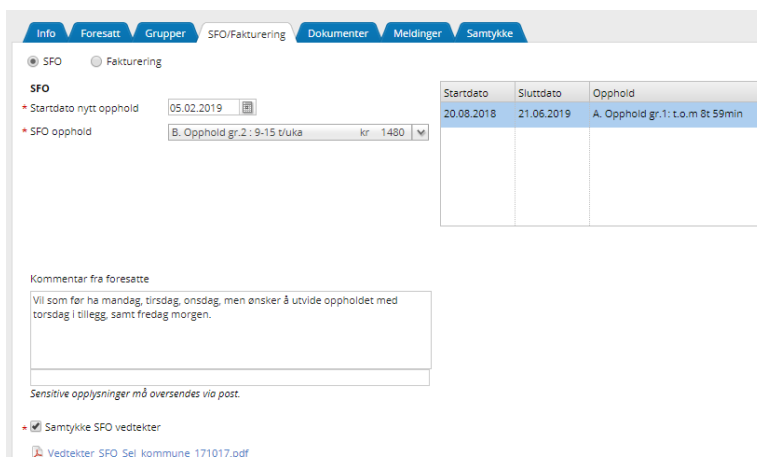 Info Foresatt Grupper SFO/Fakturering Dokumenter Meldinger Samtykke
SFO Fakturering
SFO
* Startdato nytt opphold 05.02.2019
* SFO opphold B. Opphold gr.2 : 9-15 t/uka kr 1480
Startdato Sluttdato Opphold
20.08.2018 21.06.2019 A. Opphold gr.1: t.o.m 8t 59min
Kommentar fra foresatte
Vil som før ha mandag, tirsdag, onsdag, men ønsker å utvide oppholdet med
torsdag i tillegg, samt fredag morgen.
Sensitive opplysninger må oversendes via post.
* Samtykke SFO vedtekter
Vedtekter SFO Sel kommune 171017.pdf